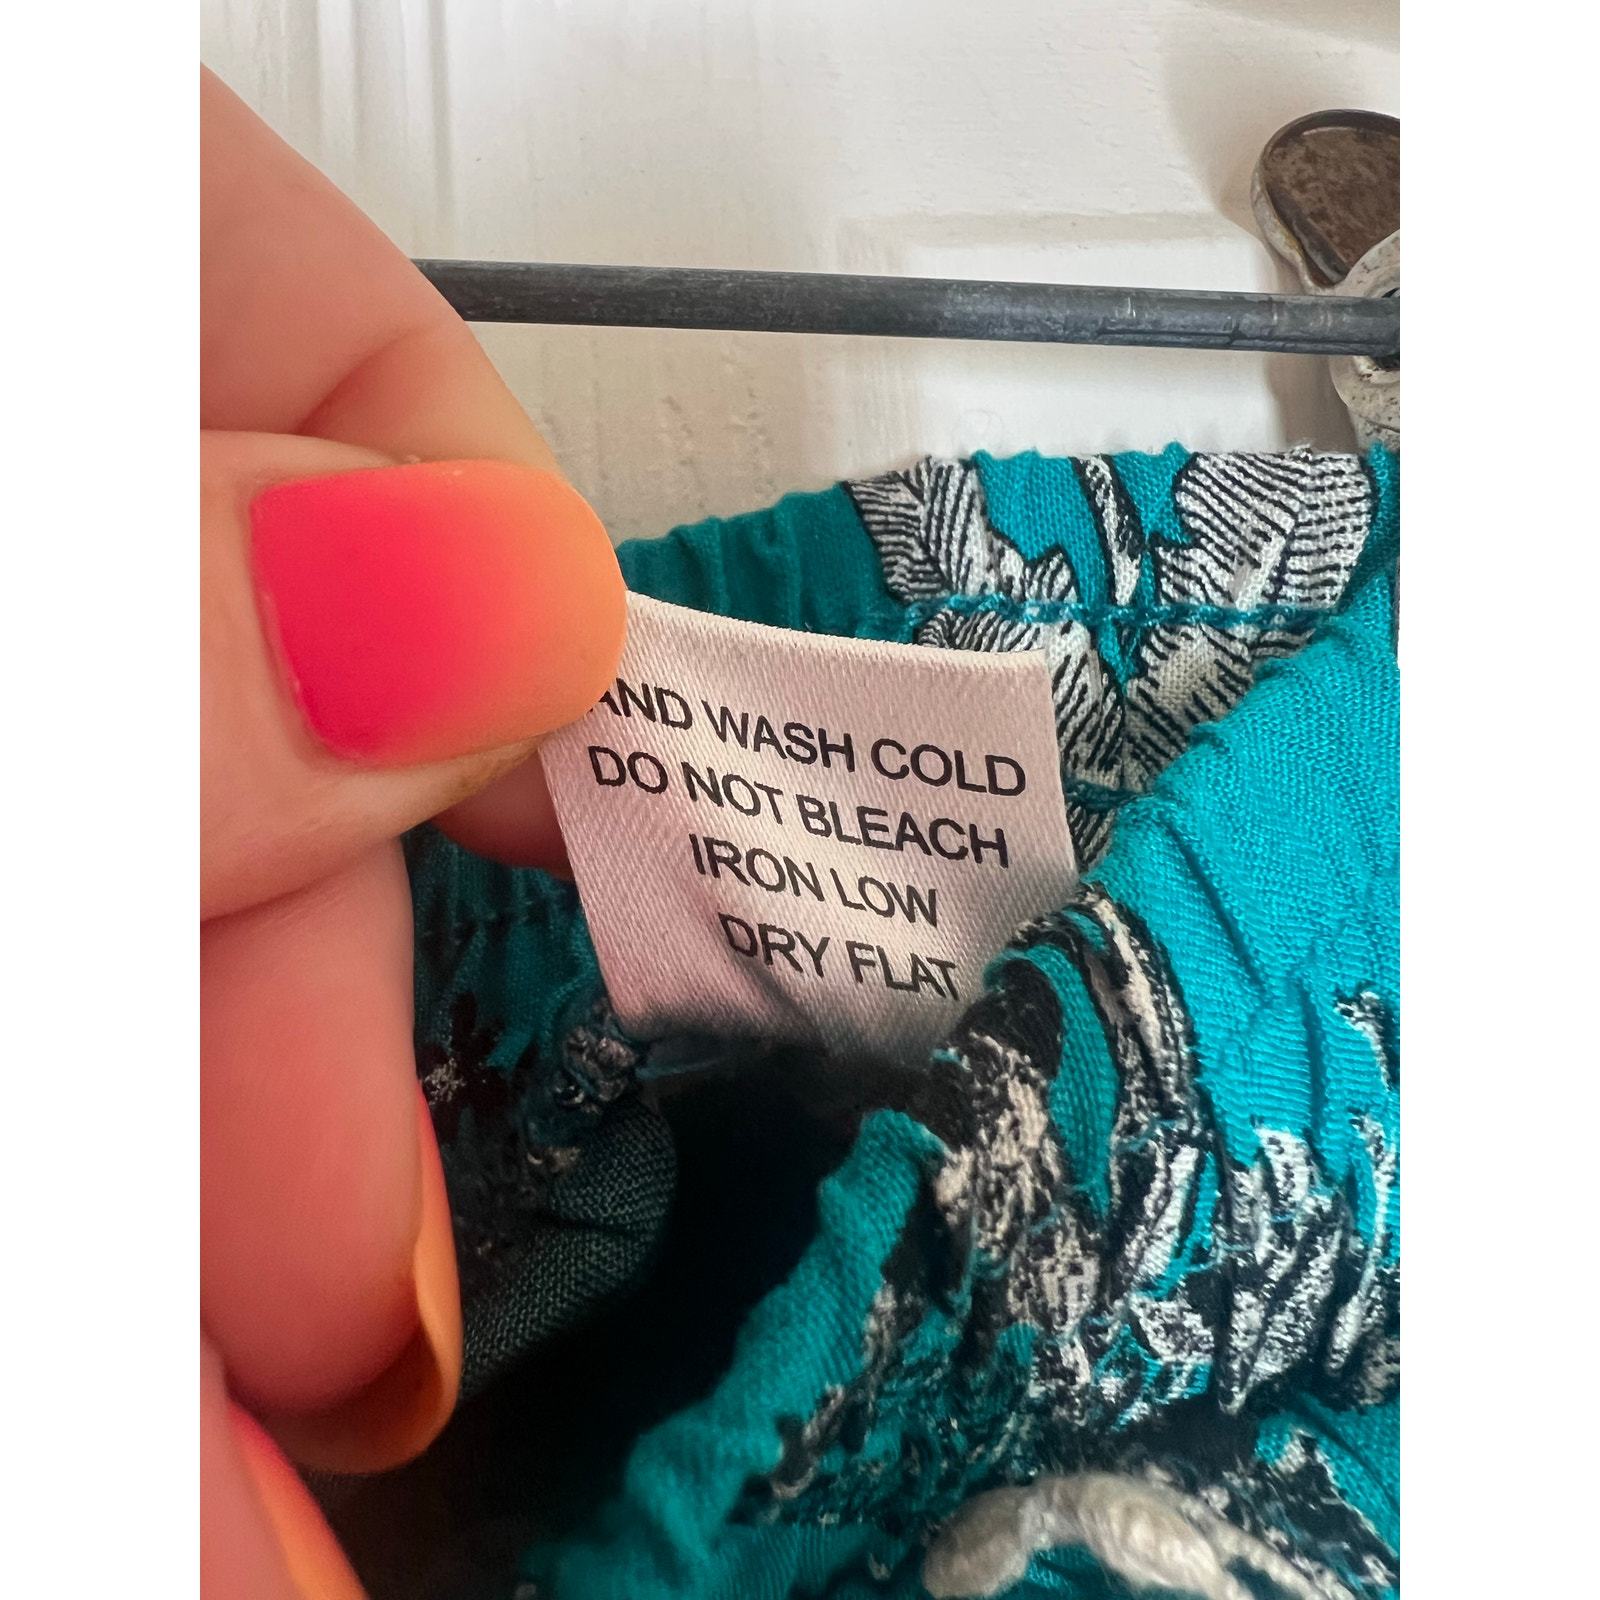 AND WASH COLD
DO NOT BLEACH
IRON LOW
DRY FLAT